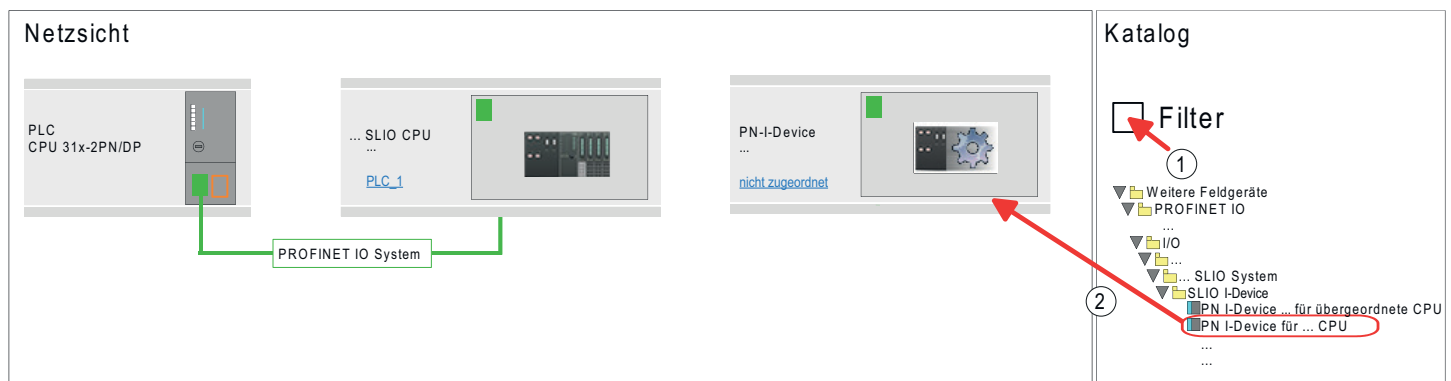 Netzsicht
PLC
CPU 31x-2PN/DP
... SLIO CPU
...
PLC_1
PN-I-Device
...
nicht zugeordnet
PROFINET IO System
Katalog
Filter
1
Weitere Feldgeräte
PROFINET IO
...
I/O
...
... SLIO System
SLIO I-Device
PN I-Device ... für übergeordnete CPU
PN I-Device für ... CPU
...
...
2